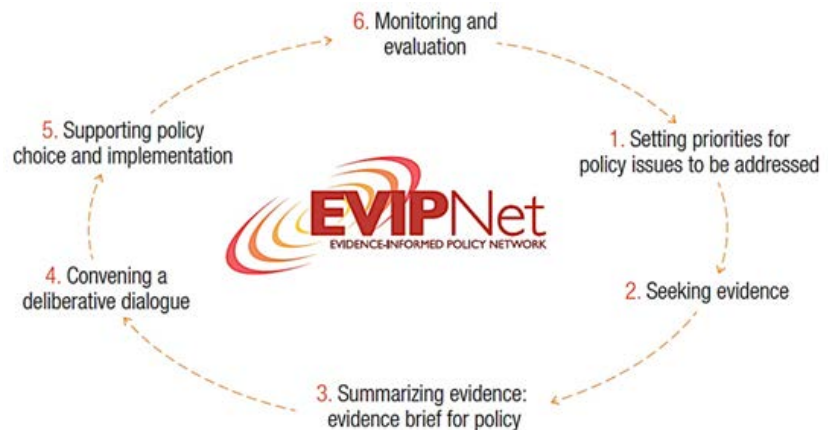 6. Monitoring and
evaluation
1. Setting priorities for
policy issues to be addressed
2. Seeking evidence
3. Summarizing evidence:
evidence brief for policy
4. Convening a
deliberative dialogue
5. Supporting policy
choice and implementation
EVIPNet
EVIDENCE-INFORMED POLICY NETWORK